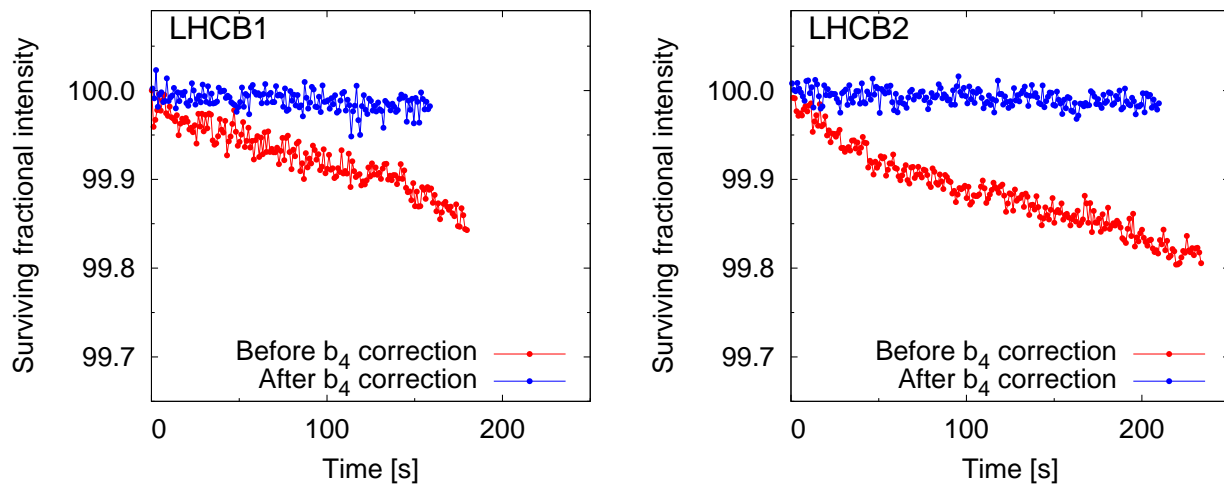 LHCB1
Surviving fractional intensity
100.0
99.9
99.8
99.7
Before b₄ correction
After b₄ correction
0 100 200
Time [s]
LHCB2
Surviving fractional intensity
100.0
99.9
99.8
99.7
Before b₄ correction
After b₄ correction
0 100 200
Time [s]